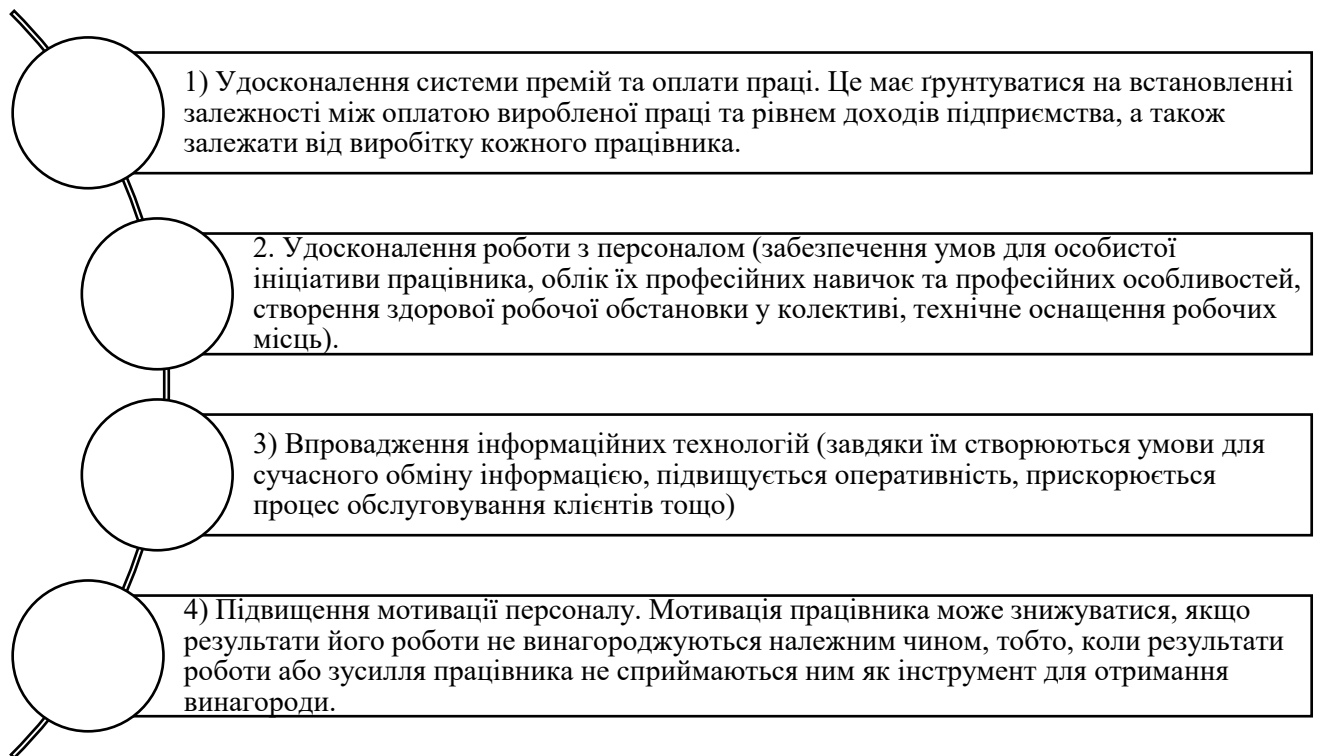 1) Удосконалення системи премій та оплати праці. Це має ґрунтуватися на встановленні
залежності між оплатою виробленої праці та рівнем доходів підприємства, а також
залежати від виробітку кожного працівника.
2. Удосконалення роботи з персоналом (забезпечення умов для особистої
ініціативи працівника, облік їх професійних навичок та професійних особливостей,
створення здорової робочої обстановки у колективі, технічне оснащення робочих
місць).
3) Впровадження інформаційних технологій (завдяки їм створюються умови для
сучасного обміну інформацією, підвищується оперативність, прискорюється
процес обслуговування клієнтів тощо)
4) Підвищення мотивації персоналу. Мотивація працівника може знижуватися, якщо
результати його роботи не винагороджуються належним чином, тобто, коли результати
роботи або зусилля працівника не сприймаються ним як інструмент для отримання
винагороди.